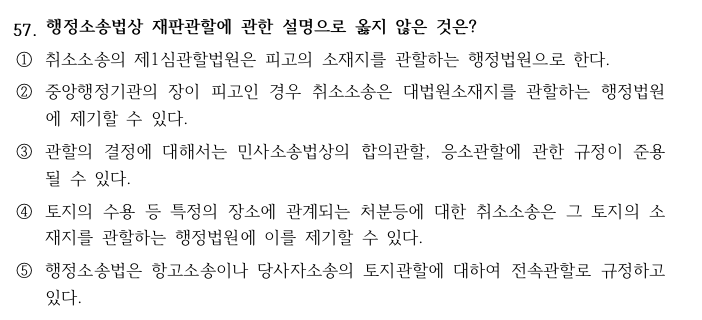 57. 행정소송법상 재판관할에 관한 설명으로 옳지 않은 것은?
① 취소소송의 제1심관할법원은 피고의 소재지를 관할하는 행정법원으로 한다.
② 중앙행정기관의 장이 피고인 경우 취소소송은 대법원소재지를 관할하는 행정법원
에 제기할 수 있다.
③ 관할의 결정에 대해서는 민사소송법상의 합의관할, 응소관할에 관한 규정이 준용
될 수 있다.
④ 토지의 수용 등 특정의 장소에 관계되는 처분등에 대한 취소소송은 그 토지의 소
재지를 관할하는 행정법원에 이를 제기할 수 있다.
⑤ 행정소송법은 항고소송이나 당사자소송의 토지관할에 대하여 전속관할로 규정하고
있다.